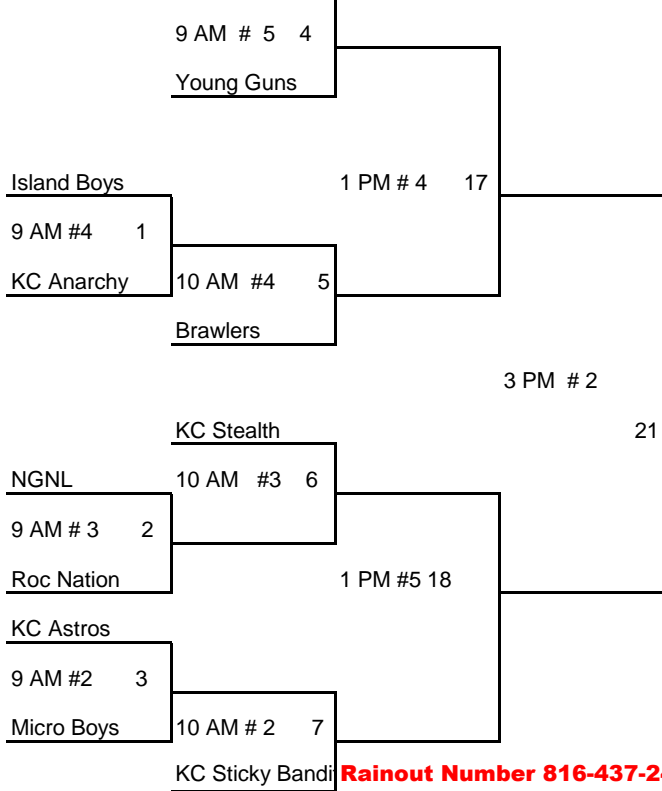 9 AM # 5 4
Young Guns
Island Boys
1 PM # 4 17
9 AM #4 1
KC Anarchy
10 AM #4 5
Brawlers
3 PM # 2
KC Stealth
21
NGNL
10 AM #3 6
9 AM # 3 2
Roc Nation
1 PM #5 18
KC Astros
9 AM #2 3
Micro Boys
10 AM # 2 7
KC Sticky Bandi
Rainout Number 816-437-24